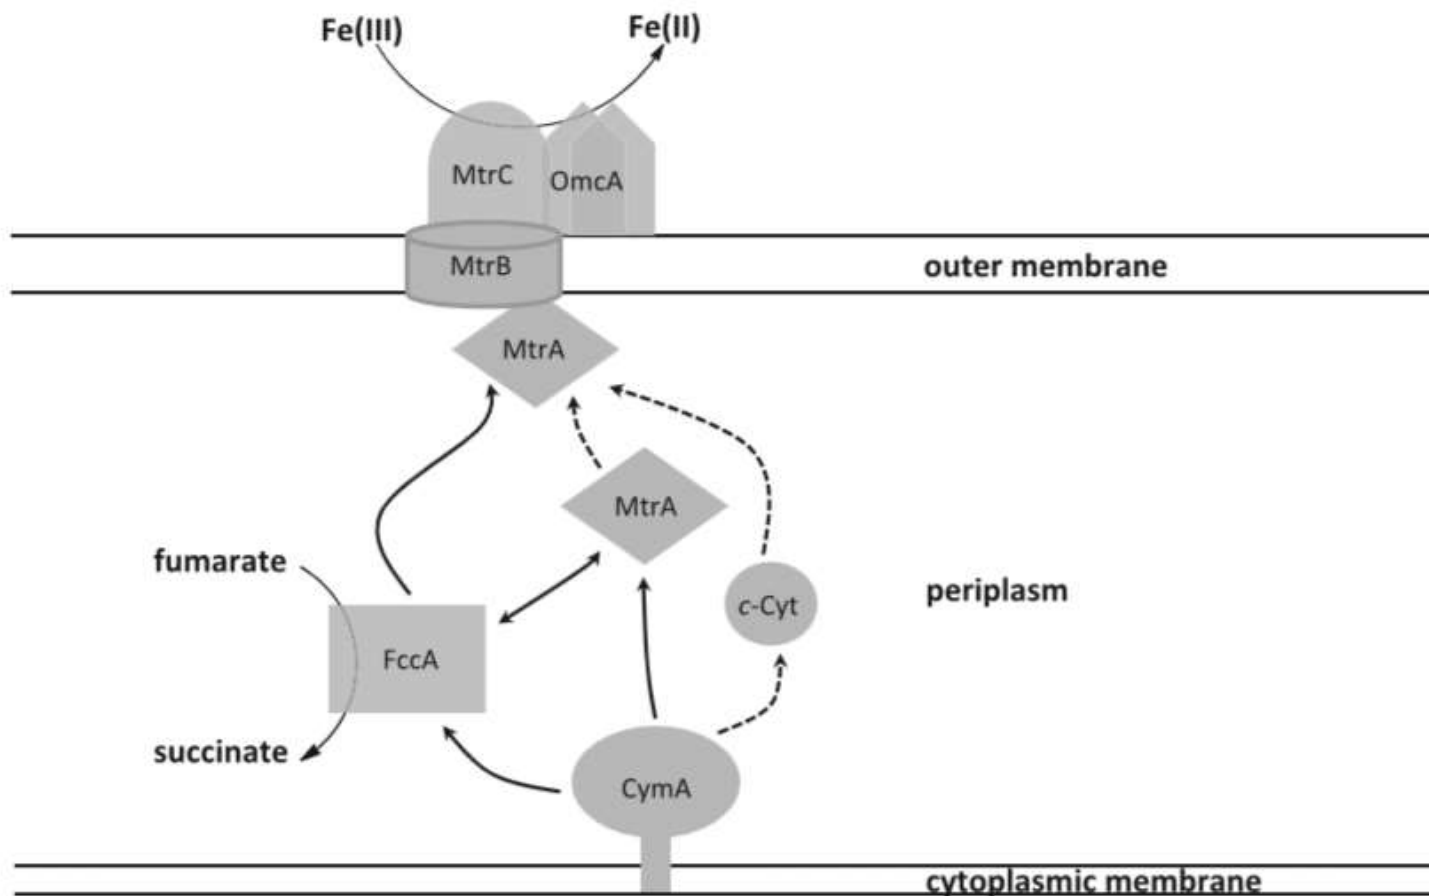 Fe(III) Fe(II)
MtrC OmcA
MtrB outer membrane
MtrA
MtrA
fumarate
c-Cyt periplasm
FccA
succinate
CymA
cytoplasmic membrane